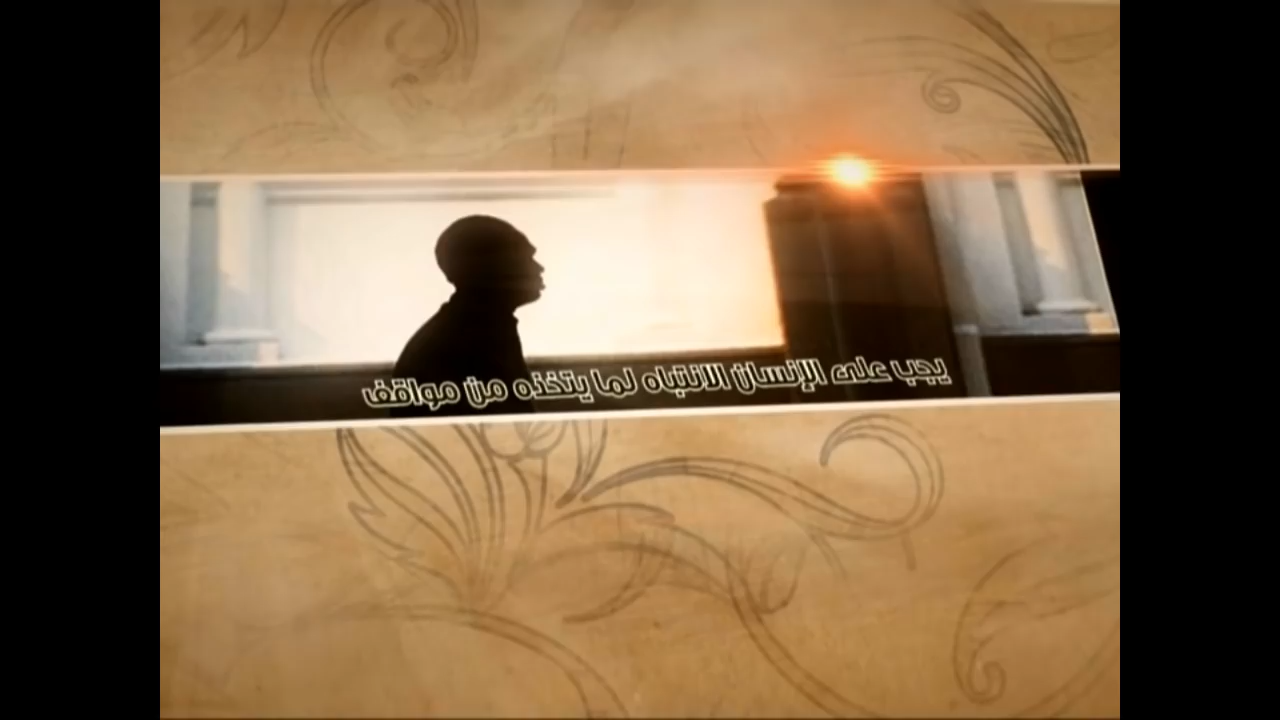 يجب على الإنسان الانتباه لما يتخذه من مواقف